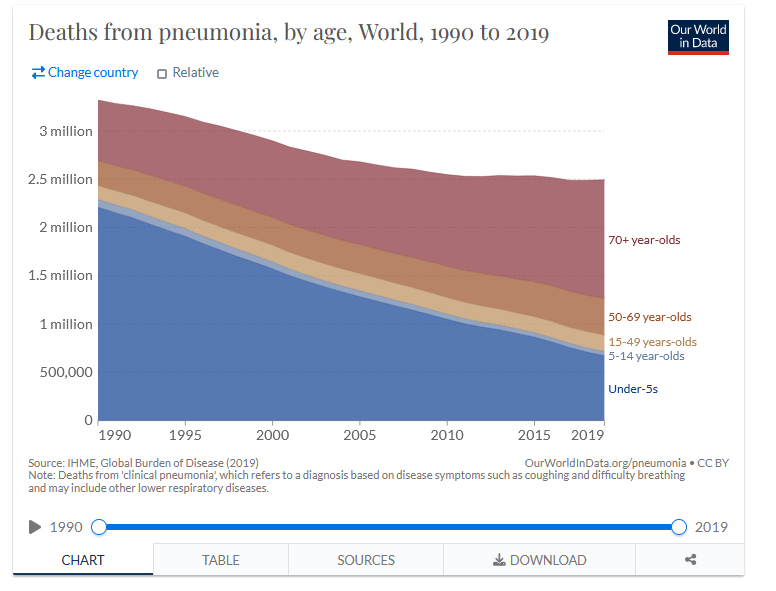 Deaths from pneumonia, by age, World, 1990 to 2019
Our World
in Data
Change country
Relative
3 million
2.5 million
2 million
1.5 million
1 million
500,000
0
70+ year-olds
50-69 year-olds
15-49 years-olds
5-14 year-olds
Under-5s
1990 1995 2000 2005 2010 2015 2019
Source: IHME, Global Burden of Disease (2019)
OurWorldInData.org/pneumonia • CC BY
Note: Deaths from 'clinical pneumonia', which refers to a diagnosis based on disease symptoms such as coughing and difficulty breathing
and may include other lower respiratory diseases.
1990 2019
CHART TABLE SOURCES DOWNLOAD